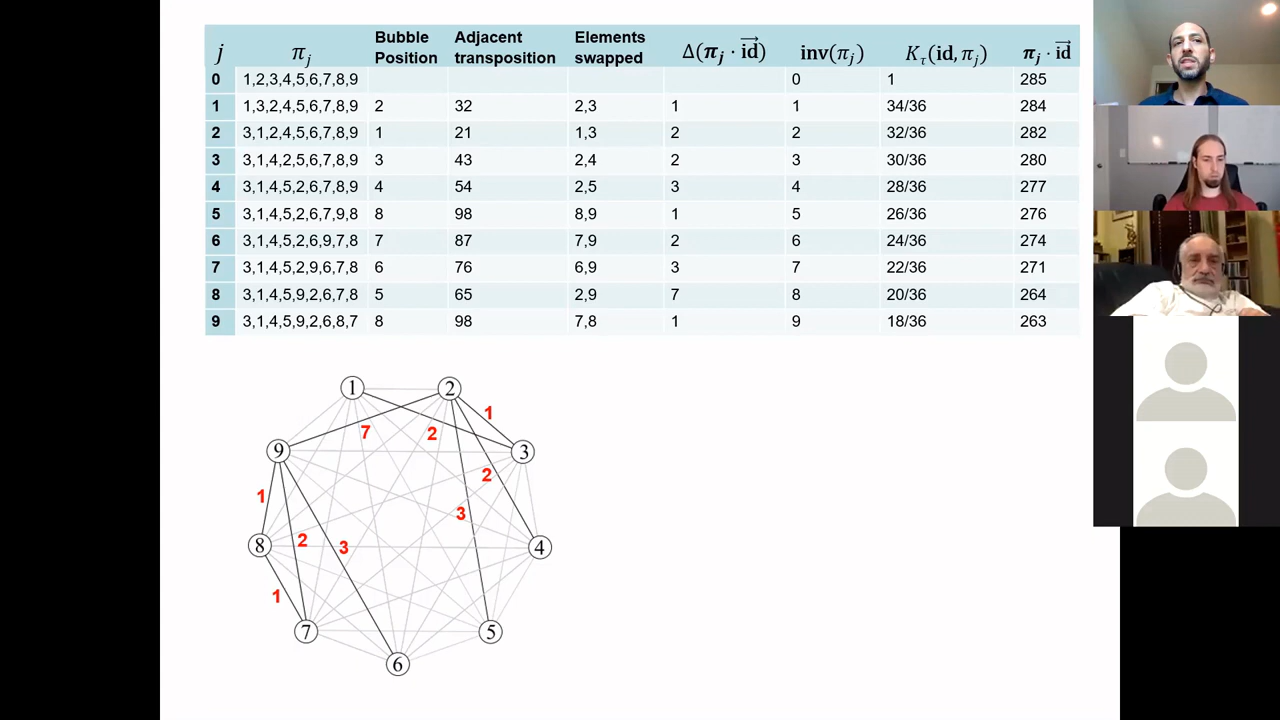 j πj Bubble Position Adjacent transposition Elements swapped Δ(πj · id) inv(πj) Kτ(id, πj) πj · id
0 1,2,3,4,5,6,7,8,9 0 1 285
1 1,3,2,4,5,6,7,8,9 2 32 2,3 1 1 34/36 284
2 3,1,2,4,5,6,7,8,9 1 21 1,3 2 2 32/36 282
3 3,1,4,2,5,6,7,8,9 3 43 2,4 2 3 30/36 280
4 3,1,4,5,2,6,7,8,9 4 54 2,5 3 4 28/36 277
5 3,1,4,5,2,6,7,9,8 8 98 8,9 1 5 26/36 276
6 3,1,4,5,2,6,9,7,8 7 87 7,9 2 6 24/36 274
7 3,1,4,5,2,9,6,7,8 6 76 6,9 3 7 22/36 271
8 3,1,4,5,9,2,6,7,8 5 65 2,9 7 8 20/36 264
9 3,1,4,5,9,2,6,8,7 8 98 7,8 1 9 18/36 263
1 2
1
7 2
9 3
2
1 3
2 3
8 4
1
7 5
6